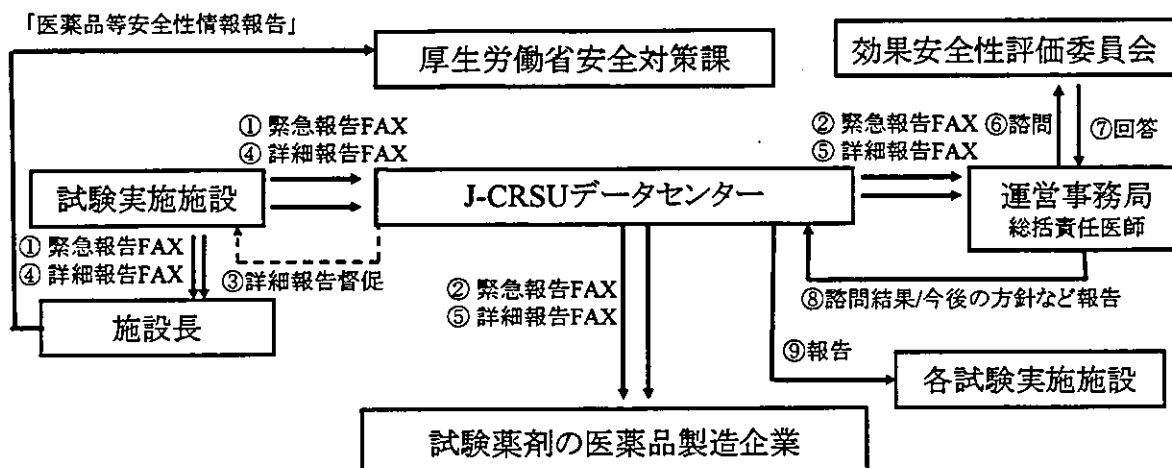 「医薬品等安全性情報報告」
厚生労働省安全対策課
効果安全性評価委員会
① 緊急報告FAX
④ 詳細報告FAX
② 緊急報告FAX
⑤ 詳細報告FAX
⑥諮問
⑦回答
試験実施施設
J-CRSUデータセンター
運営事務局
総括責任医師
① 緊急報告FAX
④ 詳細報告FAX
③詳細報告督促
② 緊急報告FAX
⑤ 詳細報告FAX
⑧諮問結果/今後の方針など報告
施設長
⑨報告
各試験実施施設
試験薬剤の医薬品製造企業